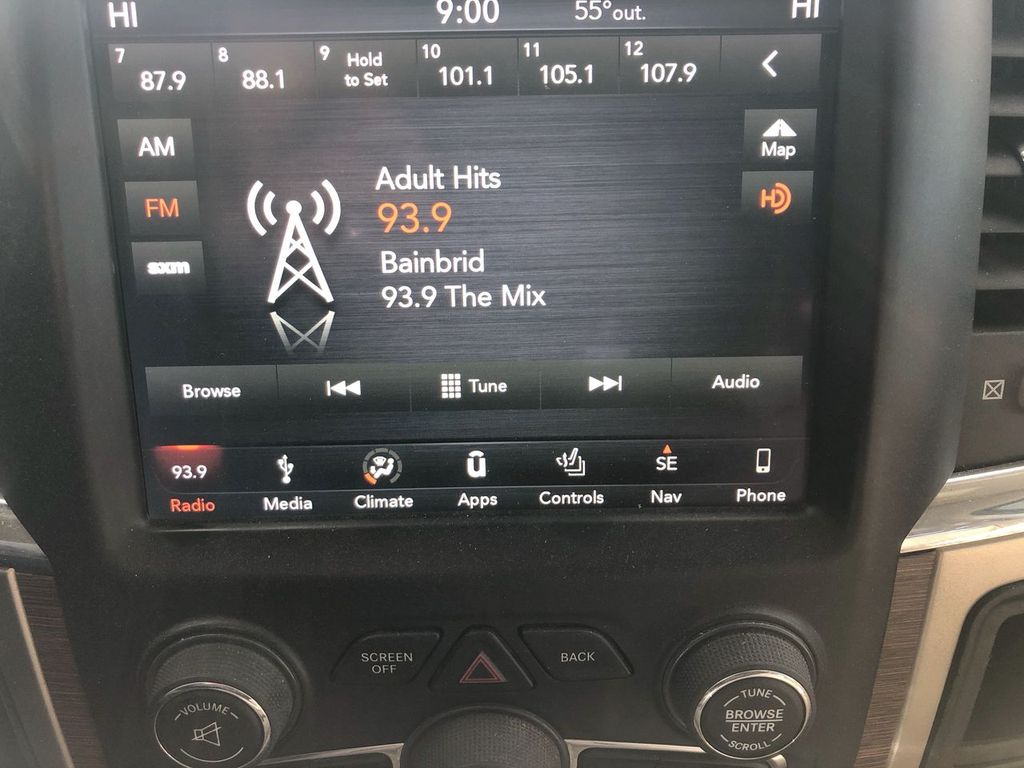 HI 9:00 55° out. HI
7 87.9 8 88.1 9 Hold to Set 10 101.1 11 105.1 12 107.9
AM
Map
FM
HD
sxm
Adult Hits
93.9
Bainbrid
93.9 The Mix
Browse Tune Audio
93.9 SE
Radio Media Climate Apps Controls Nav Phone
SCREEN OFF
BACK
VOLUME
TUNE
BROWSE
ENTER
SCROLL